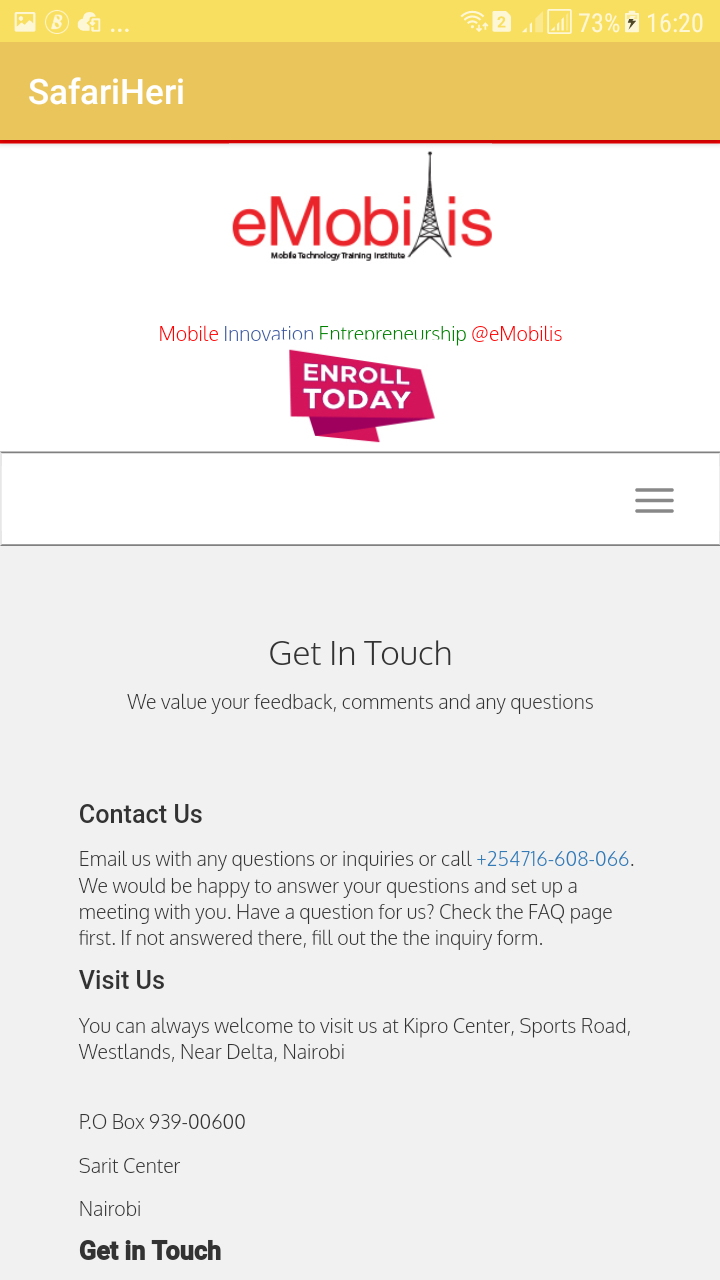 2 73% 16:20
SafariHeri
eMobilis
Mobile Technology Training Institute
Mobile Innovation Entrepreneurship @eMobilis
ENROLL
TODAY
Get In Touch
We value your feedback, comments and any questions
Contact Us
Email us with any questions or inquiries or call +254716-608-066.
We would be happy to answer your questions and set up a
meeting with you. Have a question for us? Check the FAQ page
first. If not answered there, fill out the the inquiry form.
Visit Us
You can always welcome to visit us at Kipro Center, Sports Road,
Westlands, Near Delta, Nairobi
P.O Box 939-00600
Sarit Center
Nairobi
Get in Touch